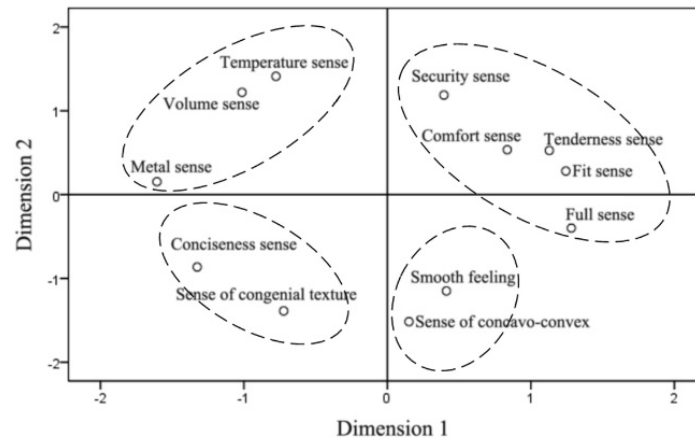 2
Temperature sense
Security sense
Volume sense
1
Comfort sense
Tenderness sense
Metal sense
Fit sense
0
Full sense
Conciseness sense
Smooth feeling
-1
Sense of congenial texture
Sense of concavo-convex
-2
-2
-1
0
1
2
Dimension 2
Dimension 1